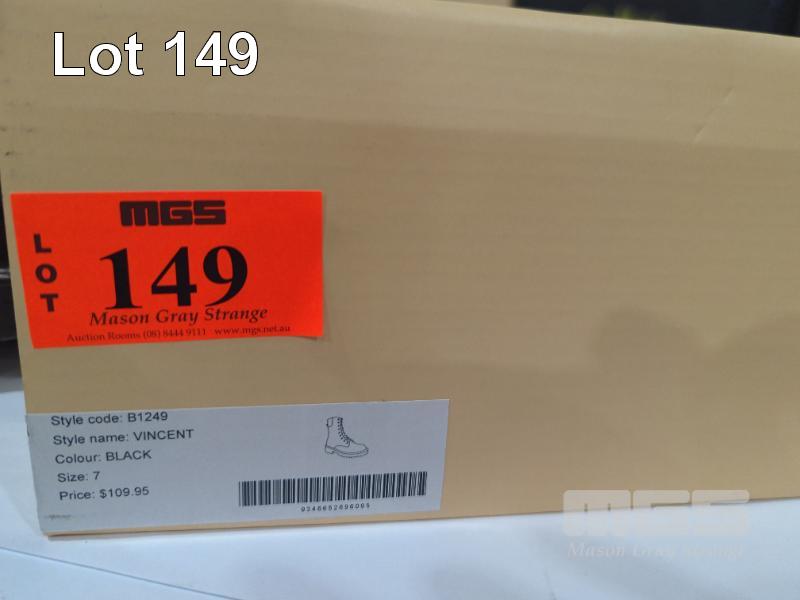 Lot 149
MGS
LOT
149
Mason Gray Strange
Auction Rooms (08) 8444 9111 www.mgs.net.au
Style code: B1249
Style name: VINCENT
Colour: BLACK
Size: 7
Price: $109.95
MGS
Mason Gray Strange